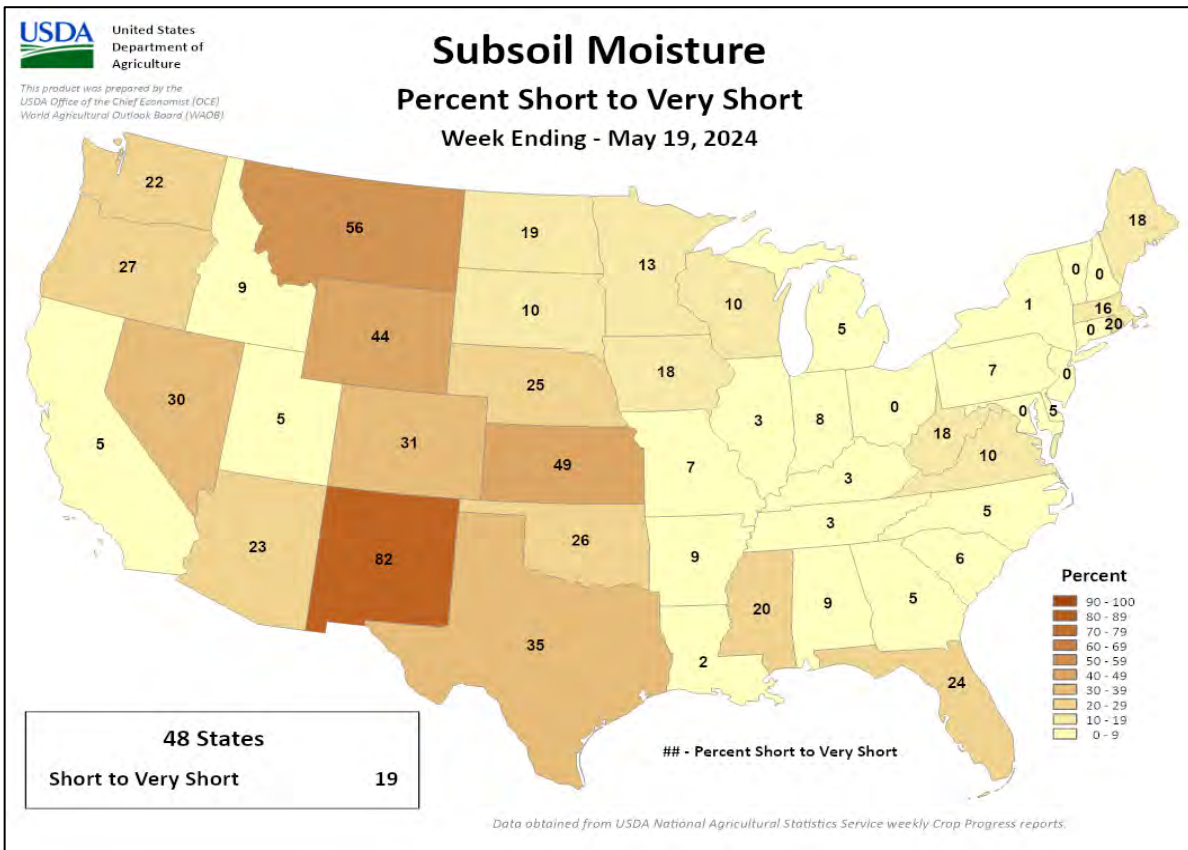 USDA
United States
Department of
Agriculture
This product was prepared by the
USDA Office of the Chief Economist (OCE)
World Agricultural Outlook Board (WAOB)
Subsoil Moisture
Percent Short to Very Short
Week Ending - May 19, 2024
22
56
19
13
18
27
9
10
10
5
1
0
0
16
20
0
44
30
5
25
18
7
0
31
3
8
0
0
5
5
49
7
18
10
3
23
82
26
9
3
5
6
35
2
20
9
5
24
Percent
90 - 100
80 - 89
70 - 79
60 - 69
50 - 59
40 - 49
30 - 39
20 - 29
10 - 19
0 - 9
48 States
Short to Very Short 19
## - Percent Short to Very Short
Data obtained from USDA National Agricultural Statistics Service weekly Crop Progress reports.